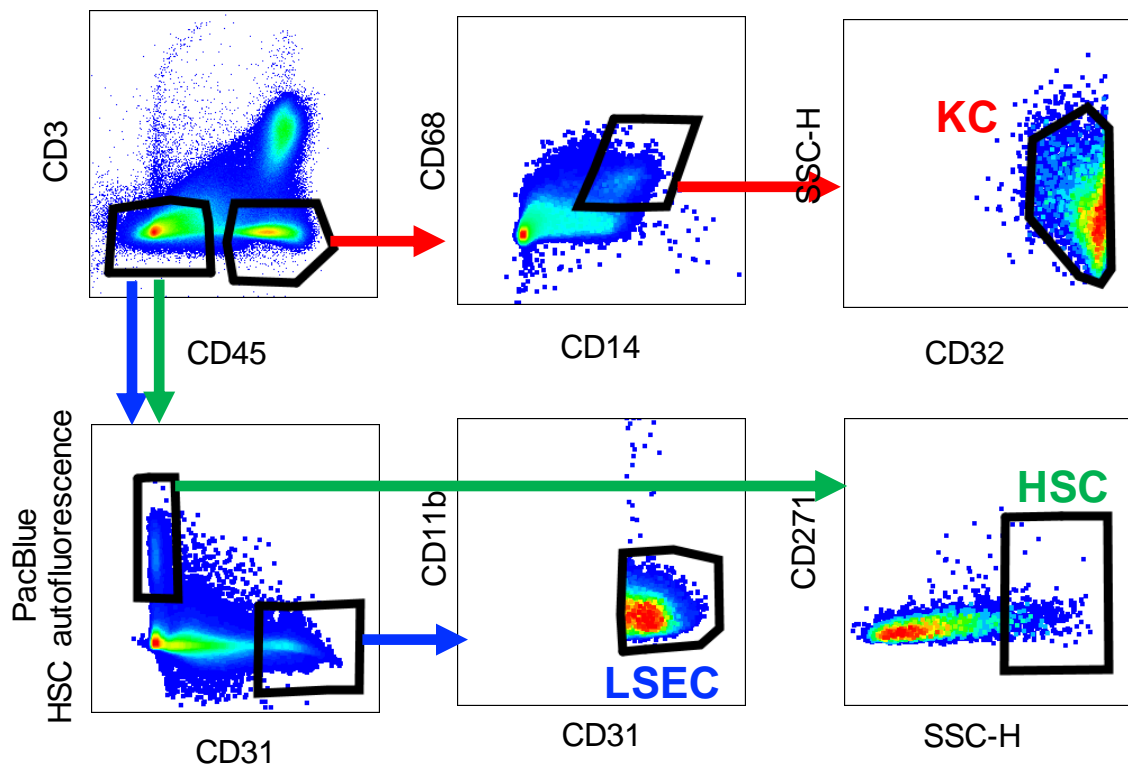 CD3
CD45
CD68
CD14
SSC-H
KC
CD32
PacBlue
HSC autofluorescence
CD31
CD11b
LSEC
CD31
CD271
HSC
SSC-H